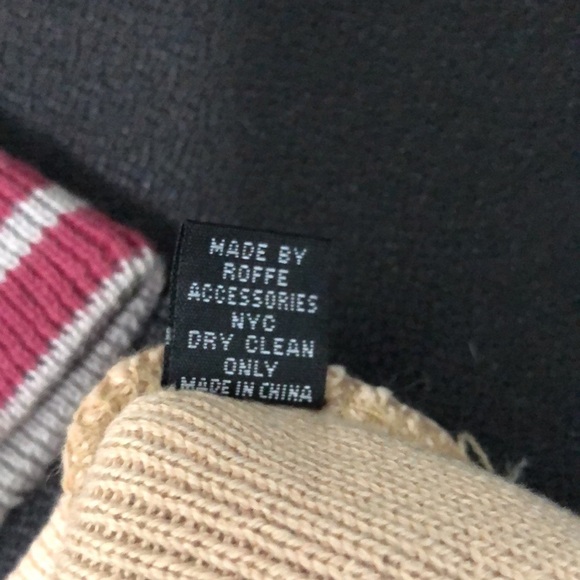 MADE BY
ROFFE
ACCESSORIES
NYC
DRY CLEAN
ONLY
MADE IN CHINA